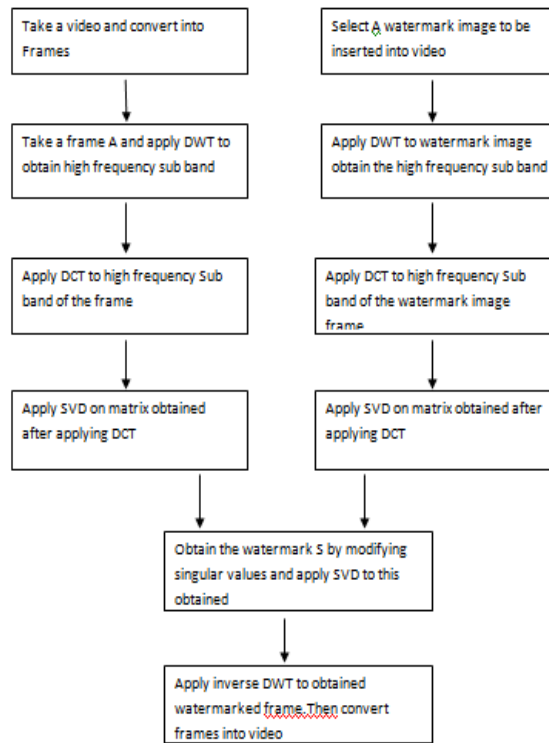 Take a video and convert into
Frames
Select A watermark image to be
inserted into video
Take a frame A and apply DWT to
obtain high frequency sub band
Apply DWT to watermark image
obtain the high frequency sub band
Apply DCT to high frequency Sub
band of the frame
Apply DCT to high frequency Sub
band of the watermark image
frame
Apply SVD on matrix obtained
after applying DCT
Apply SVD on matrix obtained after
applying DCT
Obtain the watermark S by modifying
singular values and apply SVD to this
obtained
Apply inverse DWT to obtained
watermarked frame.Then convert
frames into video